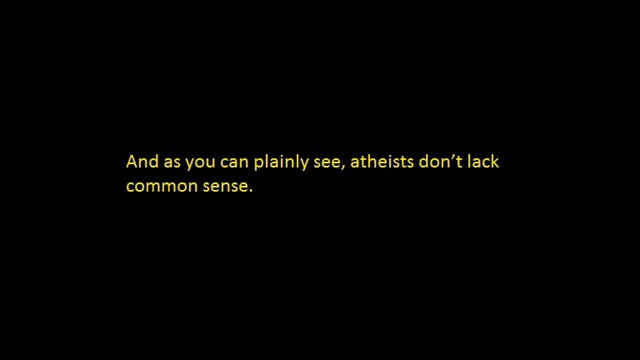 And as you can plainly see, atheists don’t lack
common sense.